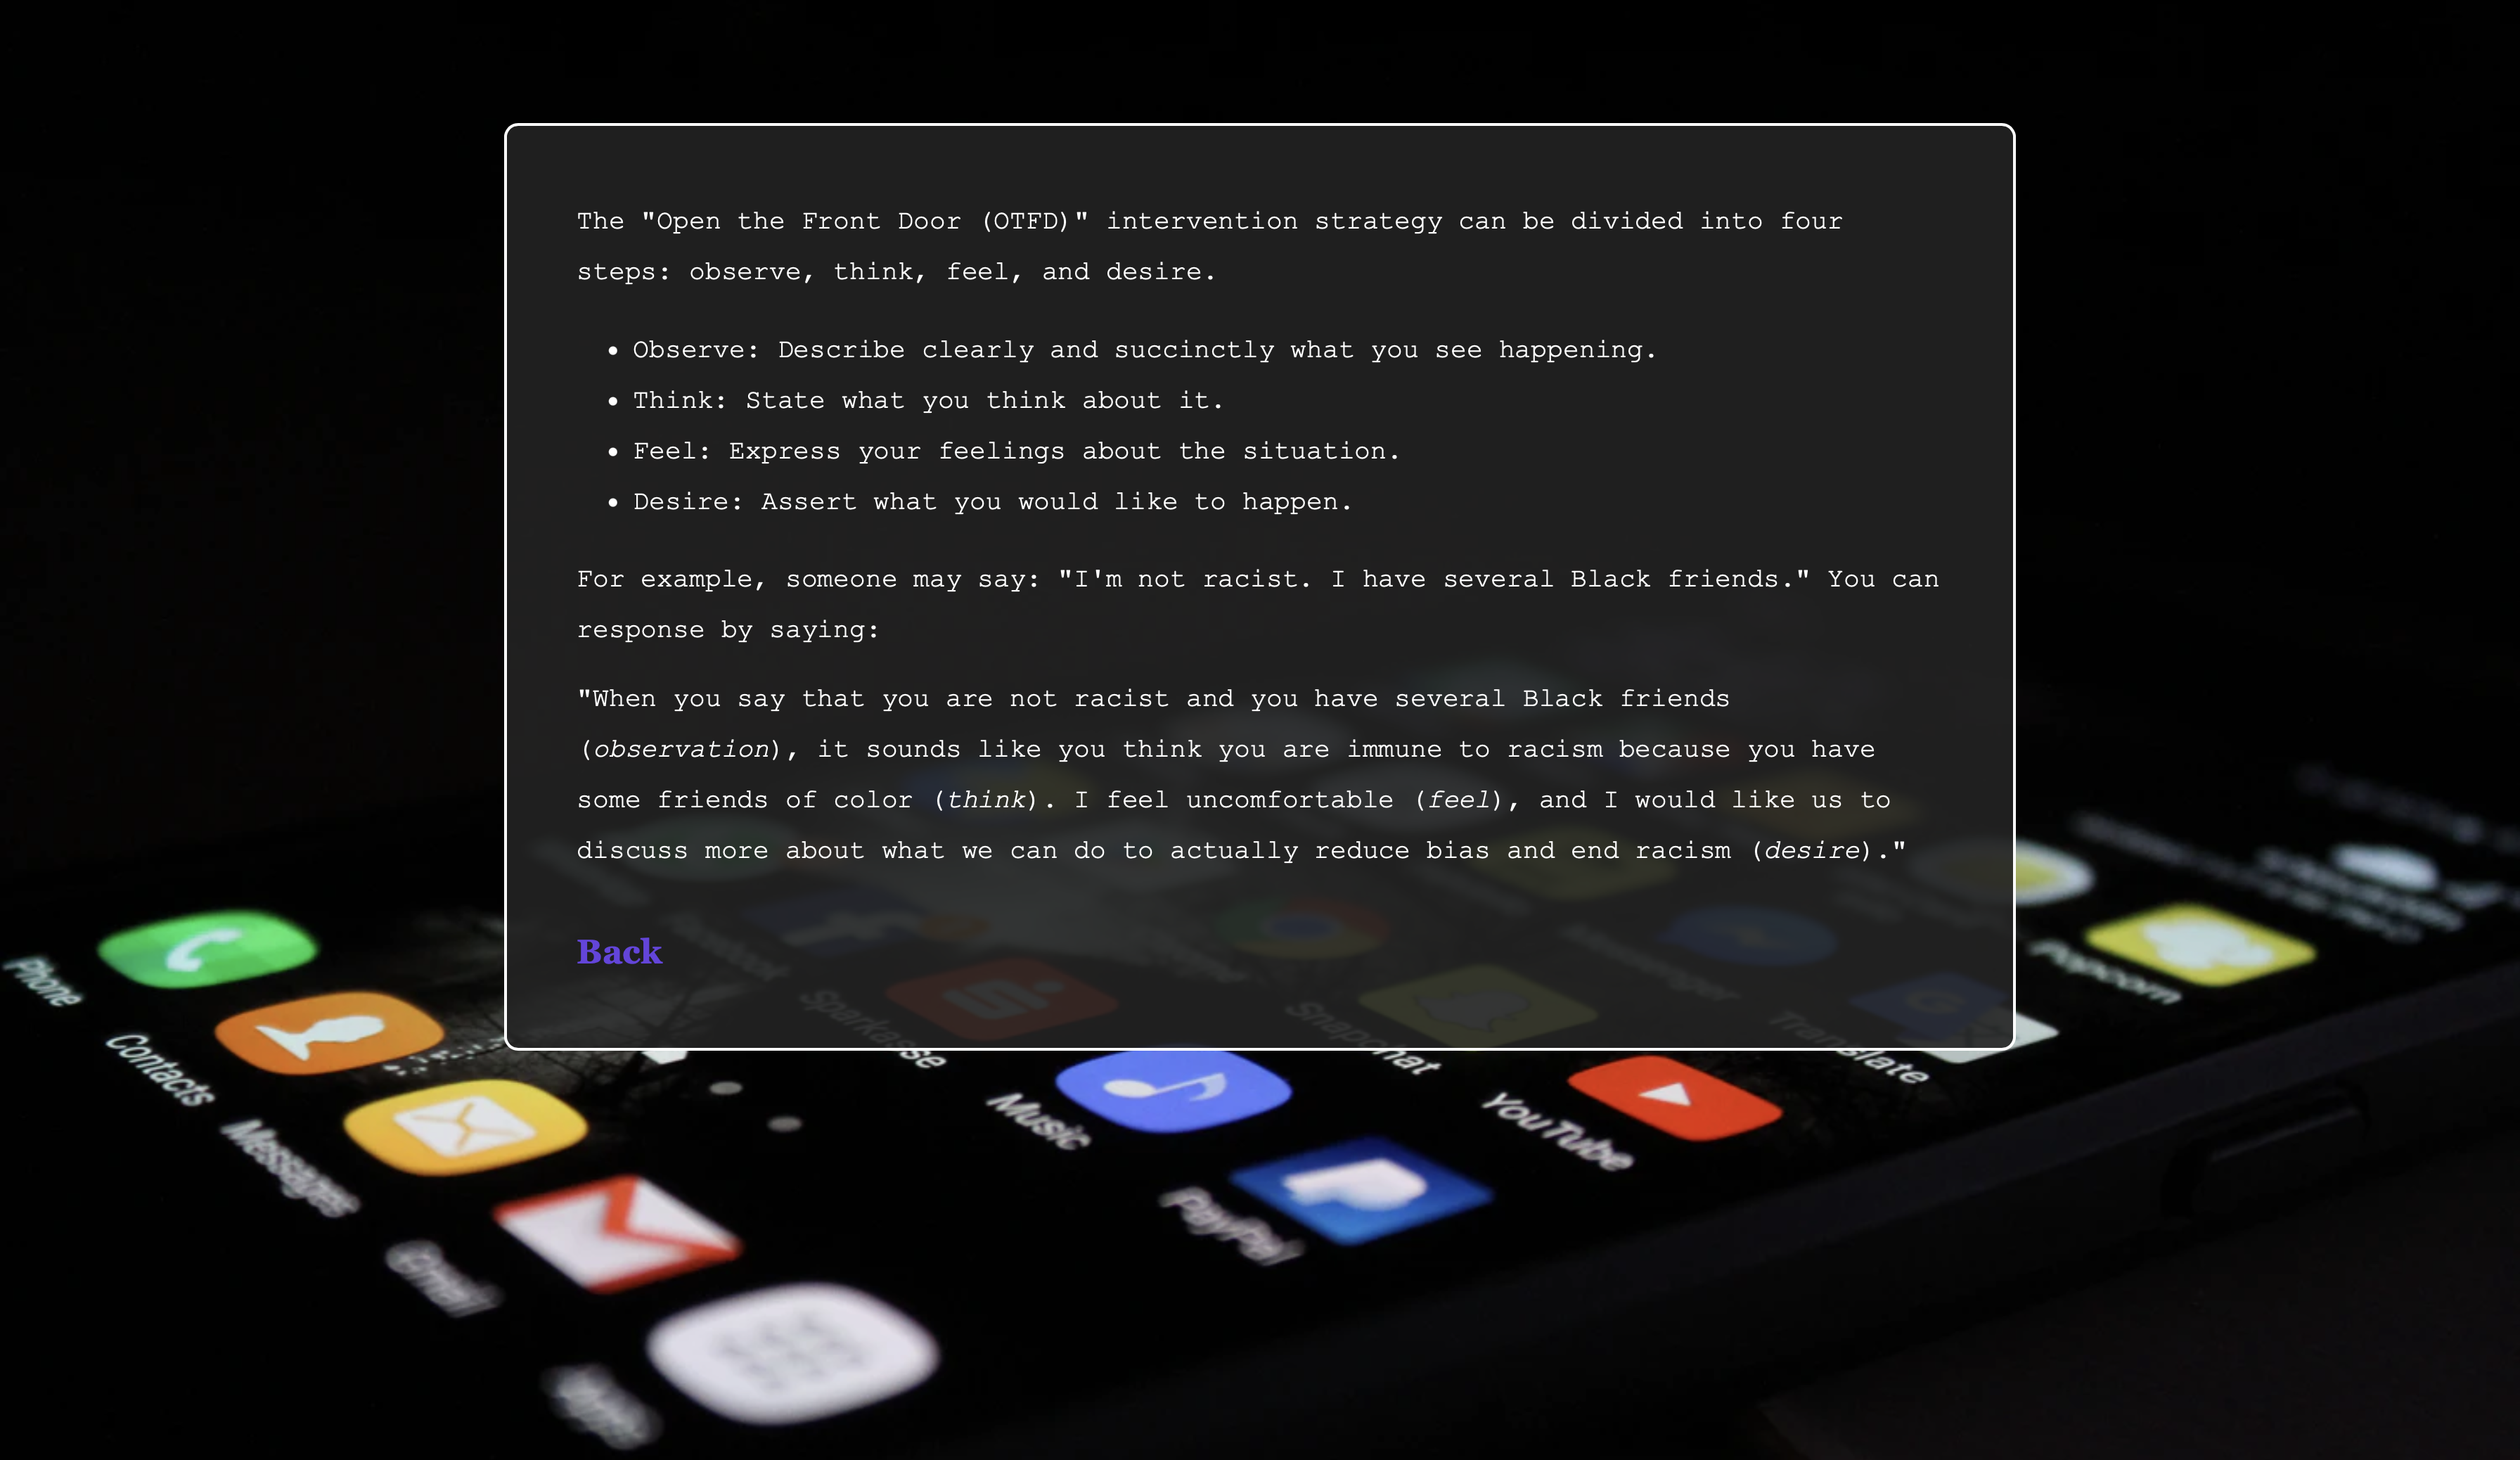 The "Open the Front Door (OTFD)" intervention strategy can be divided into four
steps: observe, think, feel, and desire.
• Observe: Describe clearly and succinctly what you see happening.
• Think: State what you think about it.
• Feel: Express your feelings about the situation.
• Desire: Assert what you would like to happen.
For example, someone may say: "I'm not racist. I have several Black friends." You can
response by saying:
"When you say that you are not racist and you have several Black friends
(observation), it sounds like you think you are immune to racism because you have
some friends of color (think). I feel uncomfortable (feel), and I would like us to
discuss more about what we can do to actually reduce bias and end racism (desire)."
Back
Phone
Contacts
Messages
Gmail
facebook
Sparkasse
Music
PayPal
Snapchat
YouTube
Messenger
Translate
Popcorn